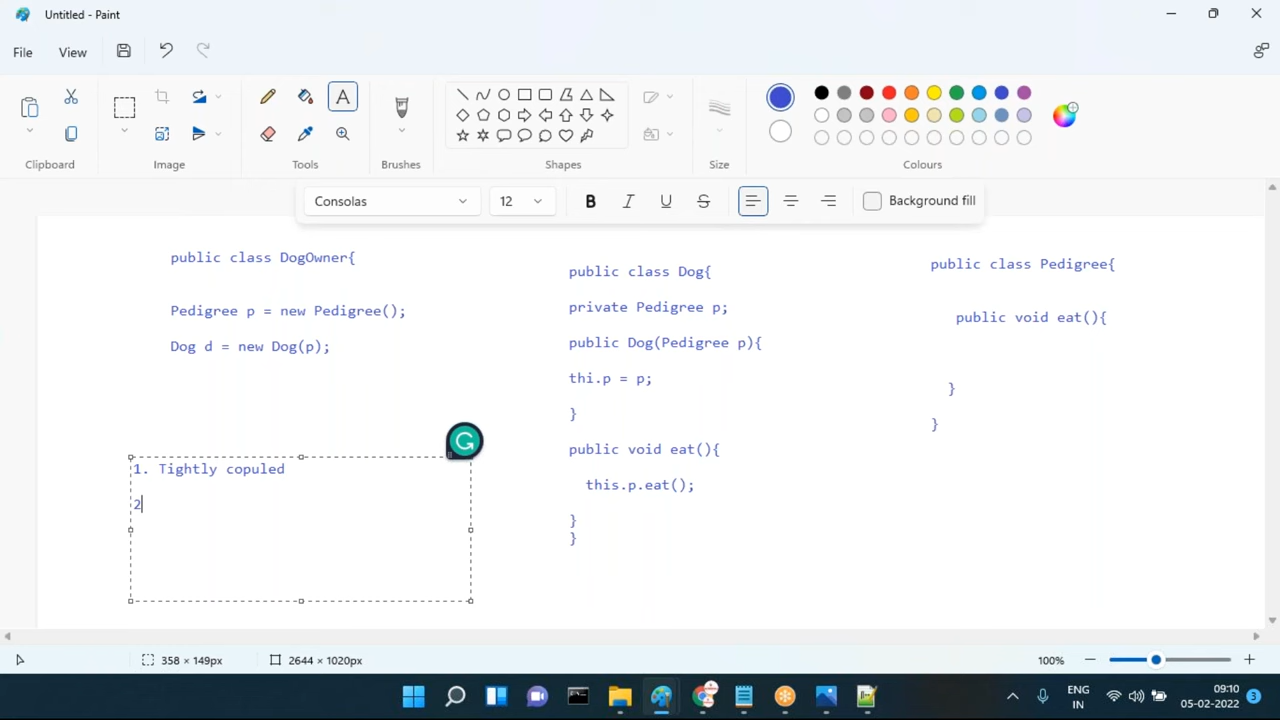 Untitled - Paint
File
View
Clipboard
Image
Tools
Brushes
Shapes
Size
Colours
Consolas
12
B
I
U
S
Background fill
public class DogOwner{
Pedigree p = new Pedigree();
Dog d = new Dog(p);
1. Tightly copuled
2
public class Dog{
private Pedigree p;
public Dog(Pedigree p){
thi.p = p;
}
public void eat(){
this.p.eat();
}
}
public class Pedigree{
public void eat(){
}
}
358 × 149px
2644 × 1020px
100%
ENG
IN
09:10
05-02-2022
3